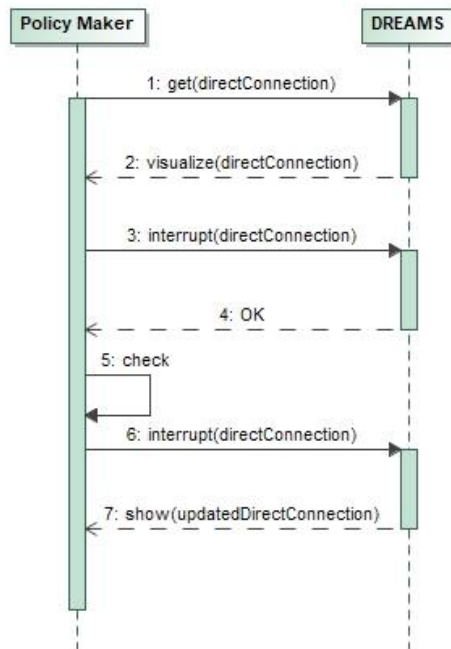 Policy Maker
DREAMS
1: get(directConnection)
2: visualize(directConnection)
3: interrupt(directConnection)
4: OK
5: check
6: interrupt(directConnection)
7: show(updatedDirectConnection)